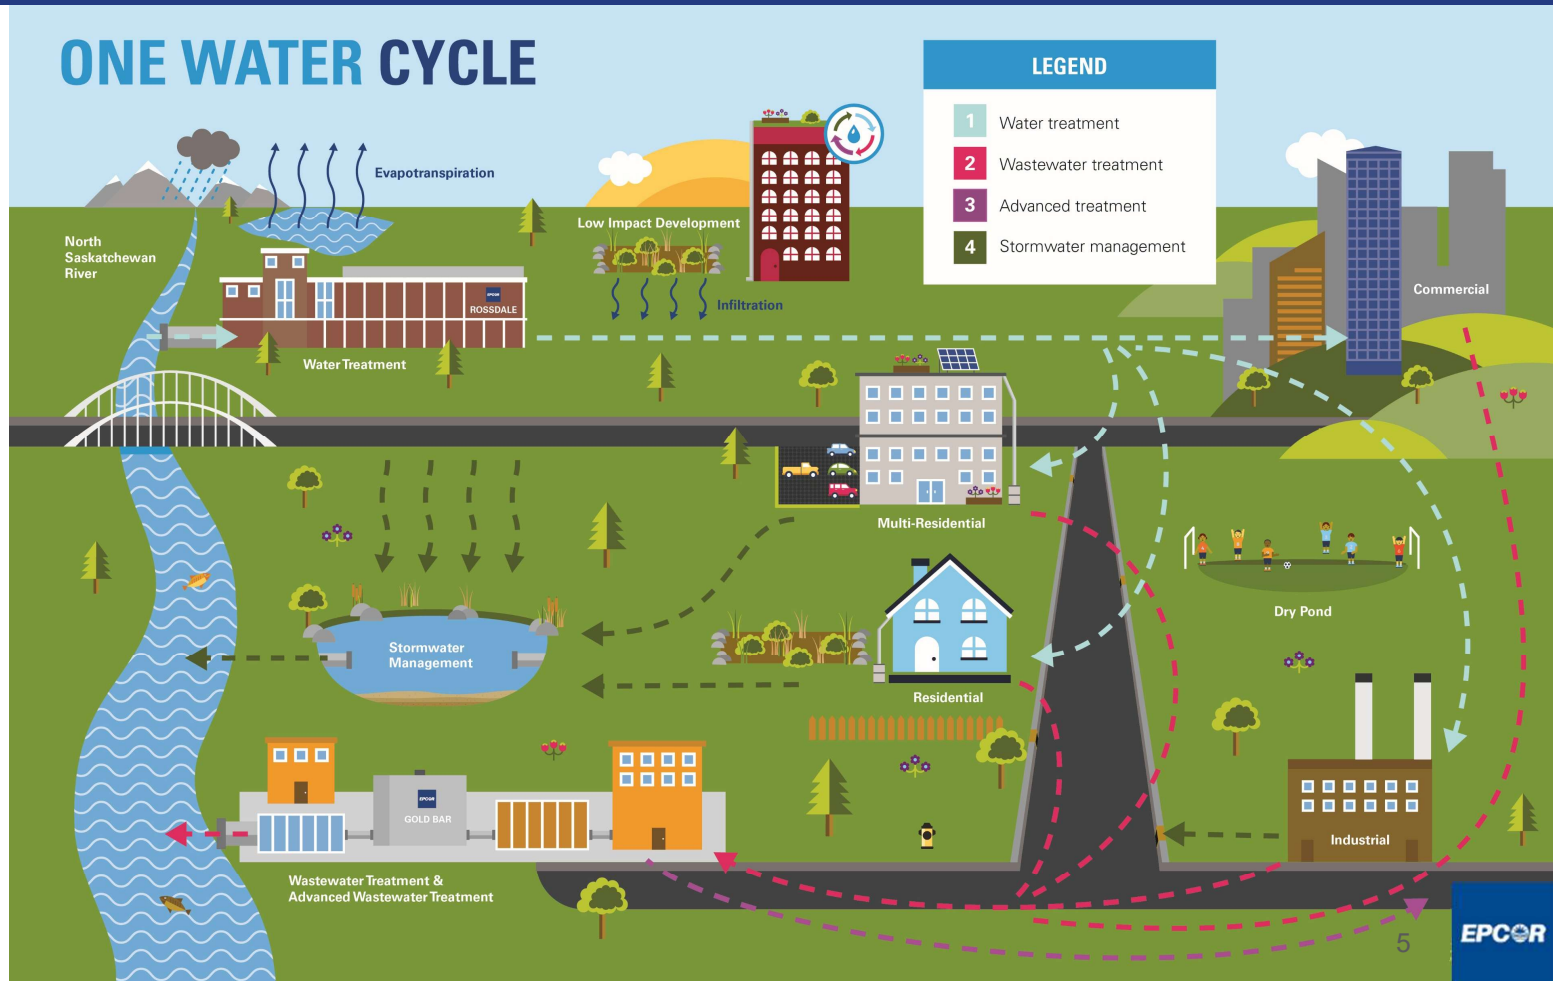 ONE WATER CYCLE
LEGEND
1 Water treatment
2 Wastewater treatment
3 Advanced treatment
4 Stormwater management
Evapotranspiration
North
Saskatchewan
River
Low Impact Development
Infiltration
EPCOR
ROSSDALE
Water Treatment
Commercial
Multi-Residential
Dry Pond
Stormwater
Management
Residential
EPCOR
GOLD BAR
Industrial
Wastewater Treatment &
Advanced Wastewater Treatment
5
EPCOR